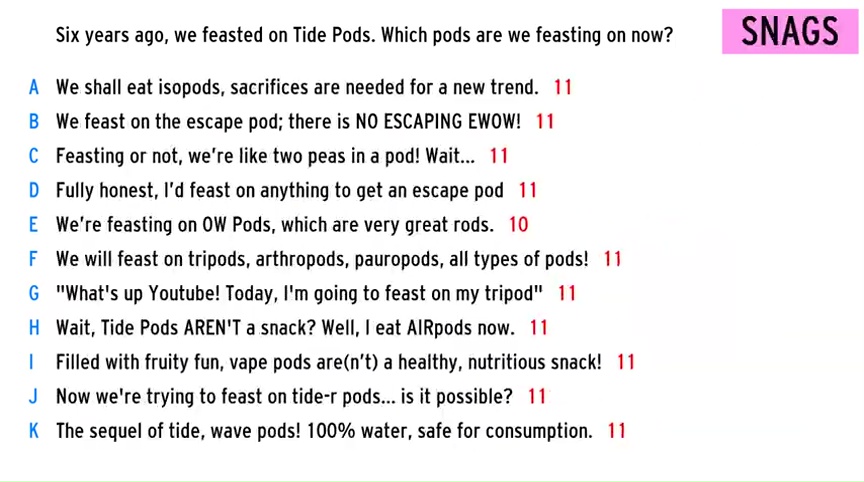 Six years ago, we feasted on Tide Pods. Which pods are we feasting on now?
SNAGS
A We shall eat isopods, sacrifices are needed for a new trend. 11
B We feast on the escape pod; there is NO ESCAPING EWOW! 11
C Feasting or not, we're like two peas in a pod! Wait... 11
D Fully honest, I'd feast on anything to get an escape pod 11
E We're feasting on OW Pods, which are very great rods. 10
F We will feast on tripods, arthropods, pauropods, all types of pods! 11
G "What's up Youtube! Today, I'm going to feast on my tripod" 11
H Wait, Tide Pods AREN'T a snack? Well, I eat AIRpods now. 11
I Filled with fruity fun, vape pods are(n't) a healthy, nutritious snack! 11
J Now we're trying to feast on tide-r pods... is it possible? 11
K The sequel of tide, wave pods! 100% water, safe for consumption. 11